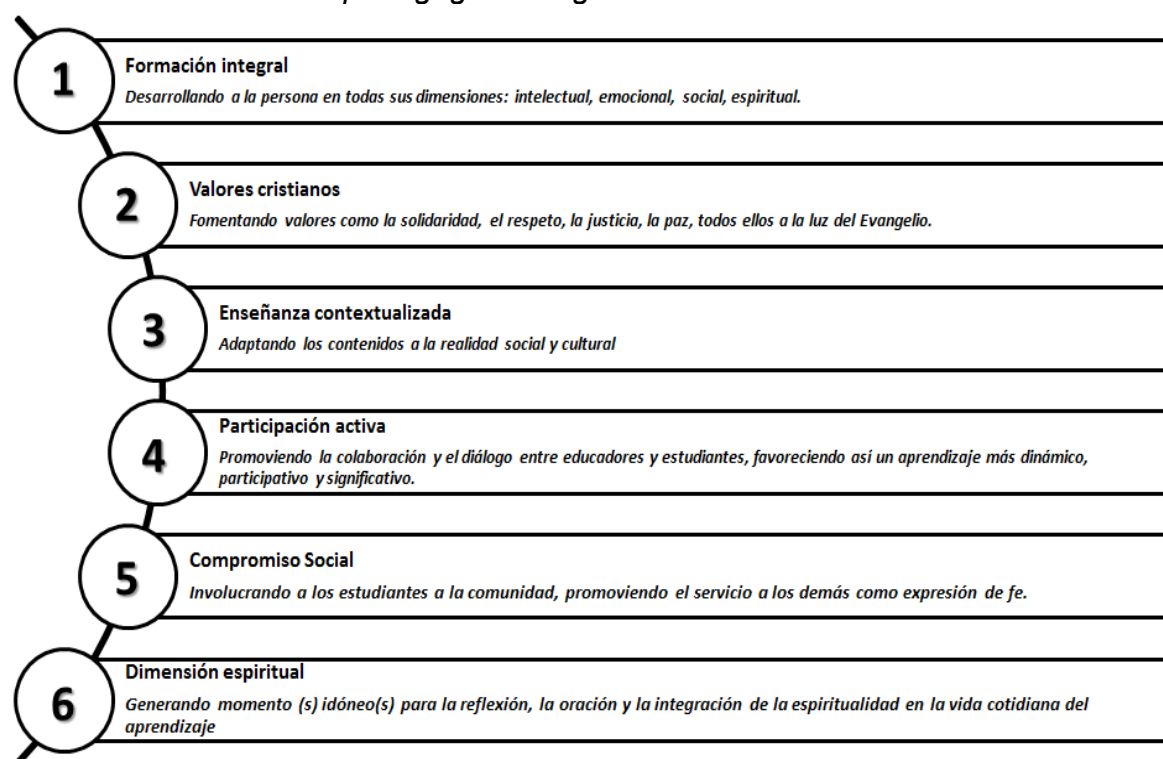 1
Formación integral
Desarrollando a la persona en todas sus dimensiones: intelectual, emocional, social, espiritual.
2
Valores cristianos
Fomentando valores como la solidaridad, el respeto, la justicia, la paz, todos ellos a la luz del Evangelio.
3
Enseñanza contextualizada
Adaptando los contenidos a la realidad social y cultural
4
Participación activa
Promoviendo la colaboración y el diálogo entre educadores y estudiantes, favoreciendo así un aprendizaje más dinámico,
participativo y significativo.
5
Compromiso Social
Involucrando a los estudiantes a la comunidad, promoviendo el servicio a los demás como expresión de fe.
6
Dimensión espiritual
Generando momento (s) idóneo(s) para la reflexión, la oración y la integración de la espiritualidad en la vida cotidiana del
aprendizaje